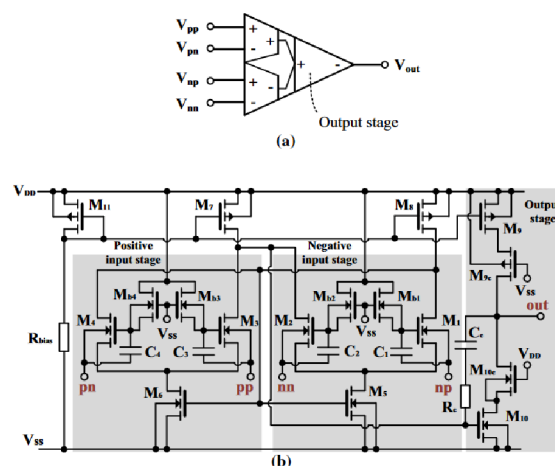 Vpp
Vpn
Vnp
Vnn
+
-
+
-
+
-
+
-
Vout
Output stage
(a)
VDD
M11
M7
M8
M9
Output
stage
Positive
input stage
Negative
input stage
M9c
VSS
out
Mb4
Mb3
Mb2
Mb1
M4
VSS
M3
M2
VSS
M1
Rbias
C4
C3
C2
C1
Cc
VDD
pn
pp
nn
np
M10c
M6
M5
Rc
M10
VSS
(b)